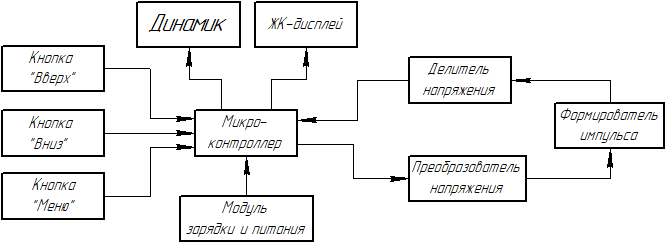 Динамик
ЖК-дисплей
Кнопка
"Вверх"
Делитель
напряжения
Кнопка
"Вниз"
Микро-
контроллер
Формирователь
импульса
Преобразователь
напряжения
Кнопка
"Меню"
Модуль
зарядки и питания